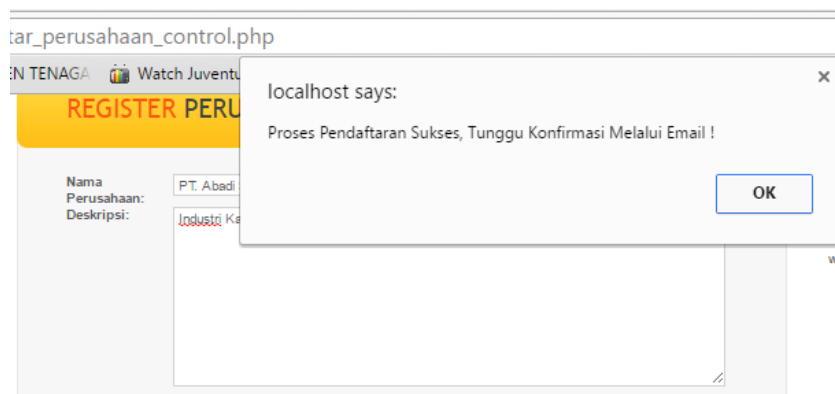 tar_perusahaan_control.php
EN TENAGA Watch Juventu
localhost says:
Proses Pendaftaran Sukses, Tunggu Konfirmasi Melalui Email !
OK
REGISTER PERU
Nama
Perusahaan:
PT. Abadi
Deskripsi:
Industri Ka
w